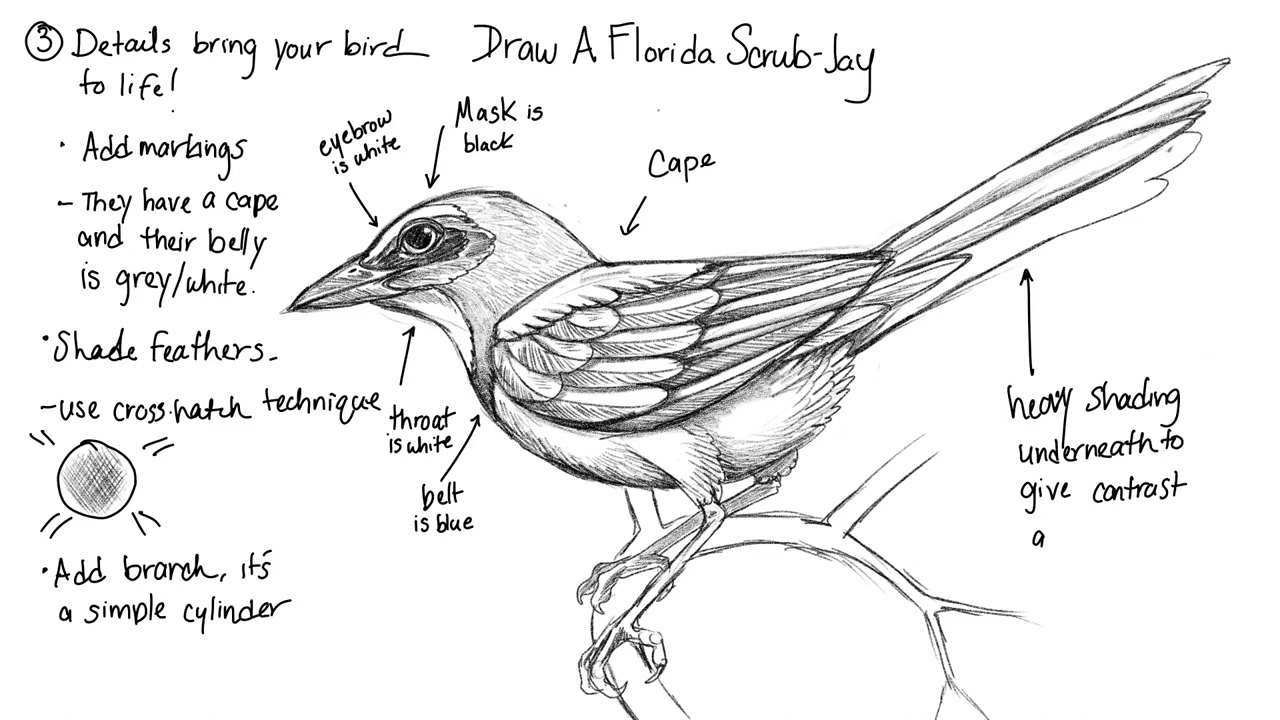 ③ Details bring your bird
to life!
Draw A Florida Scrub-Jay
• Add markings
- They have a cape
and their belly
is grey/white.
• Shade feathers.
- use cross-hatch technique
• Add branch, it's
a simple cylinder
eyebrow
is white
Mask is
black
Cape
throat
is white
belt
is blue
heavy shading
underneath to
give contrast
a